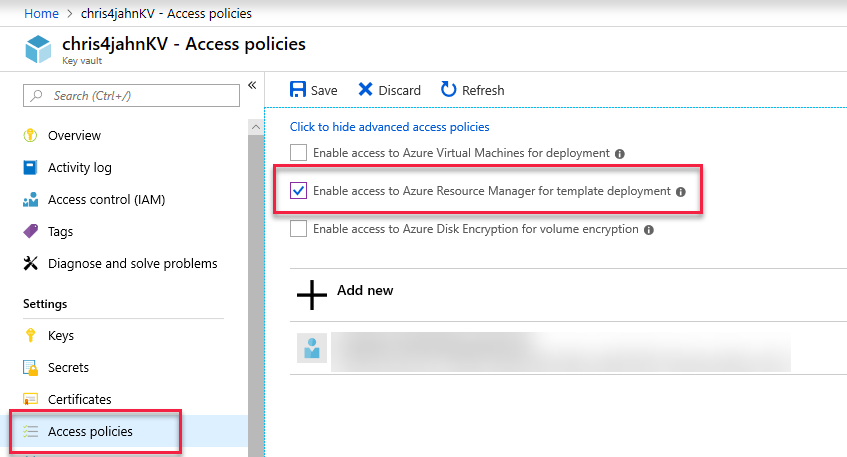 Home > chris4jahnKV - Access policies
chris4jahnKV - Access policies
Key vault
Search (Ctrl+/)
«
Overview
Activity log
Access control (IAM)
Tags
Diagnose and solve problems
Settings
Keys
Secrets
Certificates
Access policies
Save Discard Refresh
Click to hide advanced access policies
Enable access to Azure Virtual Machines for deployment
Enable access to Azure Resource Manager for template deployment
Enable access to Azure Disk Encryption for volume encryption
Add new